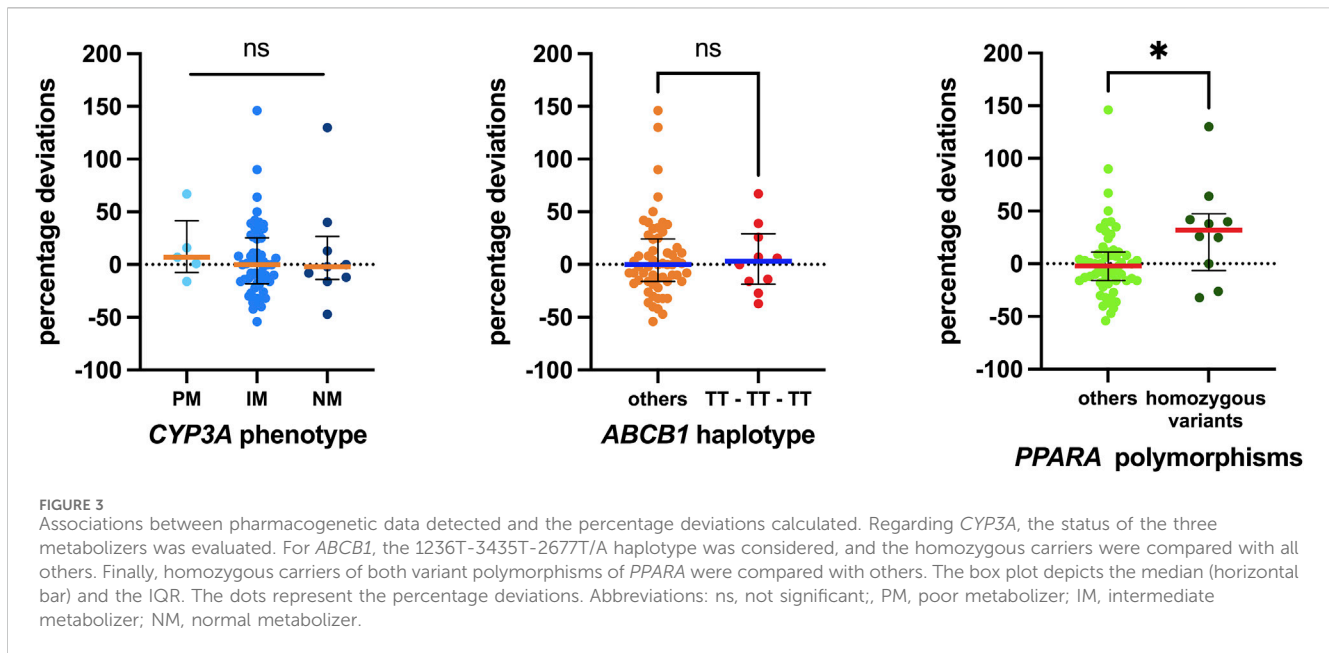 ns
200
150
100
50
0
-50
-100
percentage deviations
PM IM NM
CYP3A phenotype
ns
200
150
100
50
0
-50
-100
percentage deviations
others TT - TT - TT
ABCB1 haplotype
*
200
150
100
50
0
-50
-100
percentage deviations
others homozygous
variants
PPARA polymorphisms
FIGURE 3
Associations between pharmacogenetic data detected and the percentage deviations calculated. Regarding CYP3A, the status of the three
metabolizers was evaluated. For ABCB1, the 1236T-3435T-2677T/A haplotype was considered, and the homozygous carriers were compared with all
others. Finally, homozygous carriers of both variant polymorphisms of PPARA were compared with others. The box plot depicts the median (horizontal
bar) and the IQR. The dots represent the percentage deviations. Abbreviations: ns, not significant;, PM, poor metabolizer; IM, intermediate
metabolizer; NM, normal metabolizer.